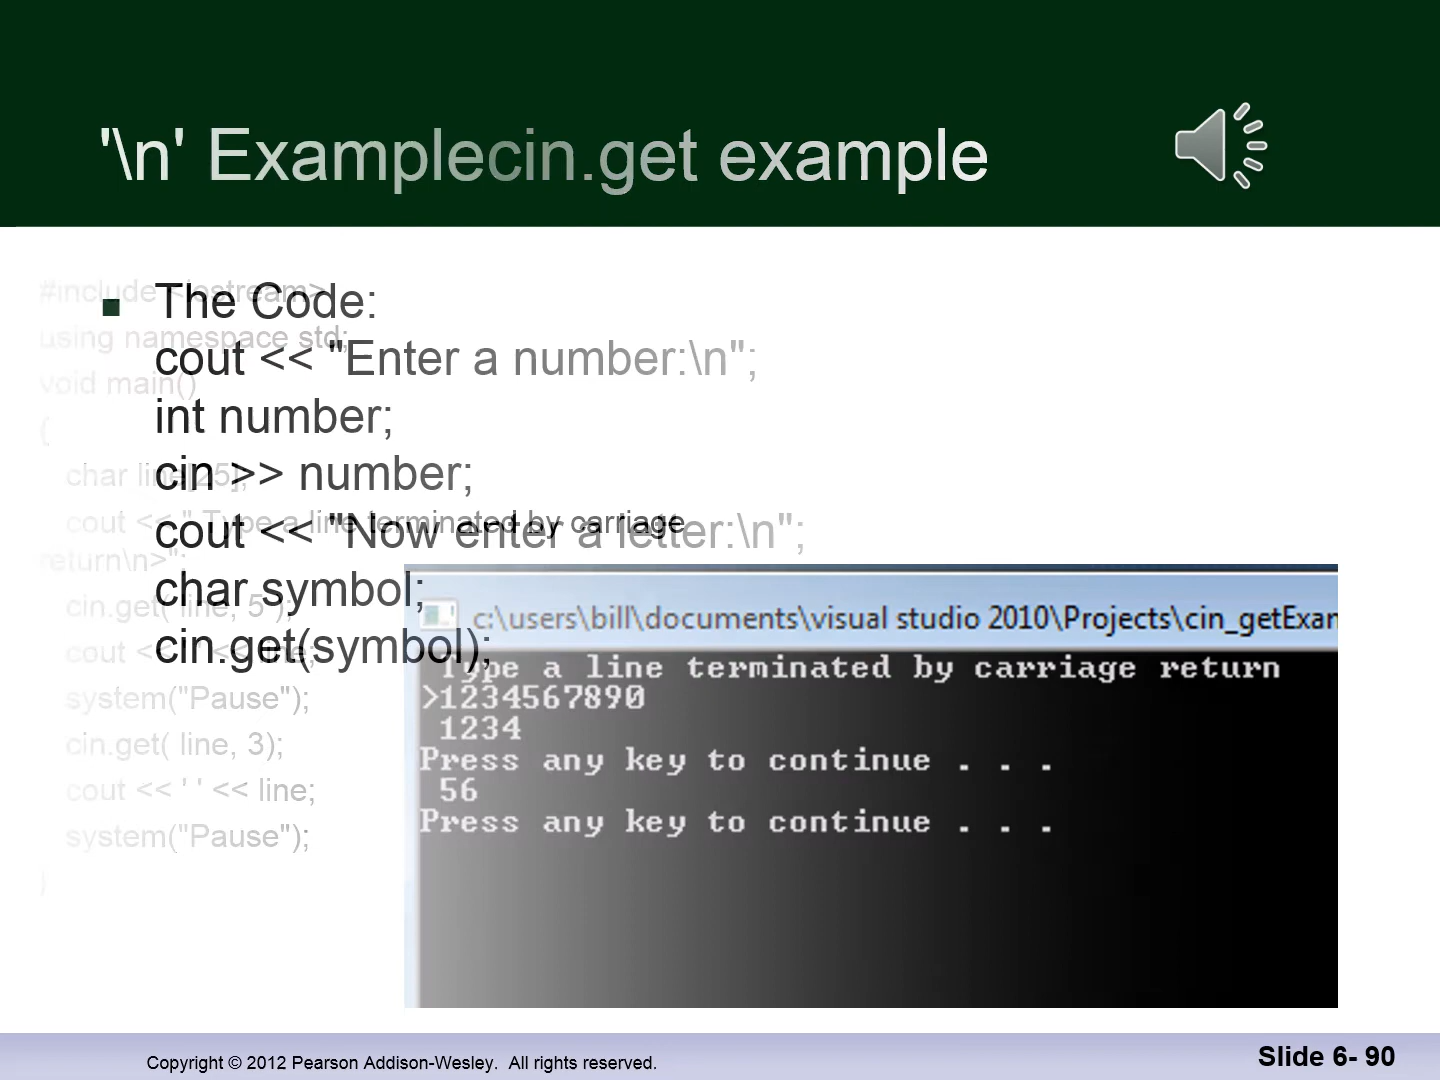 '\n' Examplecin.get example
The Code:
cout << "Enter a number:\n";
int number;
cin >> number;
cout << "Now enter a letter:\n";
char symbol;
cin.get(symbol);
#include <iostream>
using namespace std;
void main()
{
char line[25];
cout << " Type a line terminated by carriage
return\n>";
cin.get( line, 5 );
cout << ' ' << line;
system("Pause");
cin.get( line, 3);
cout << ' ' << line;
system("Pause");
}
c:\users\bill\documents\visual studio 2010\Projects\cin_getExam
Type a line terminated by carriage return
>1234567890
1234
Press any key to continue . . .
56
Press any key to continue . . .
Copyright © 2012 Pearson Addison-Wesley. All rights reserved.
Slide 6- 90